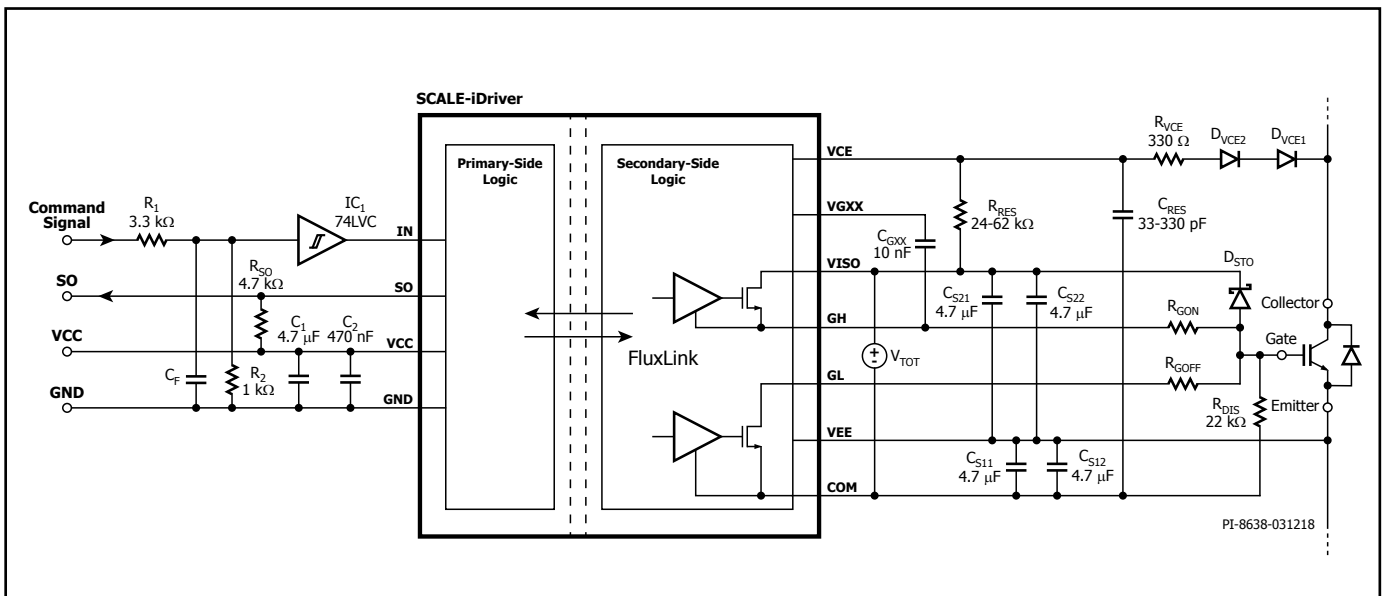 SCALE-iDriver
Primary-Side
Logic
Secondary-Side
Logic
FluxLink
Command
Signal
R1
3.3 kΩ
IC1
74LVC
IN
SO
RSO
4.7 kΩ
SO
VCC
C1
4.7 μF
C2
470 nF
VCC
GND
CF
R2
1 kΩ
GND
VCE
RVCE
330 Ω
DVCE2
DVCE1
VGXX
RRES
24-62 kΩ
CRES
33-330 pF
CGXX
10 nF
VISO
DSTO
CS21
4.7 μF
CS22
4.7 μF
Collector
GH
RGON
VTOT
Gate
GL
RGOFF
RDIS
22 kΩ
Emitter
VEE
CS11
4.7 μF
CS12
4.7 μF
COM
PI-8638-031218